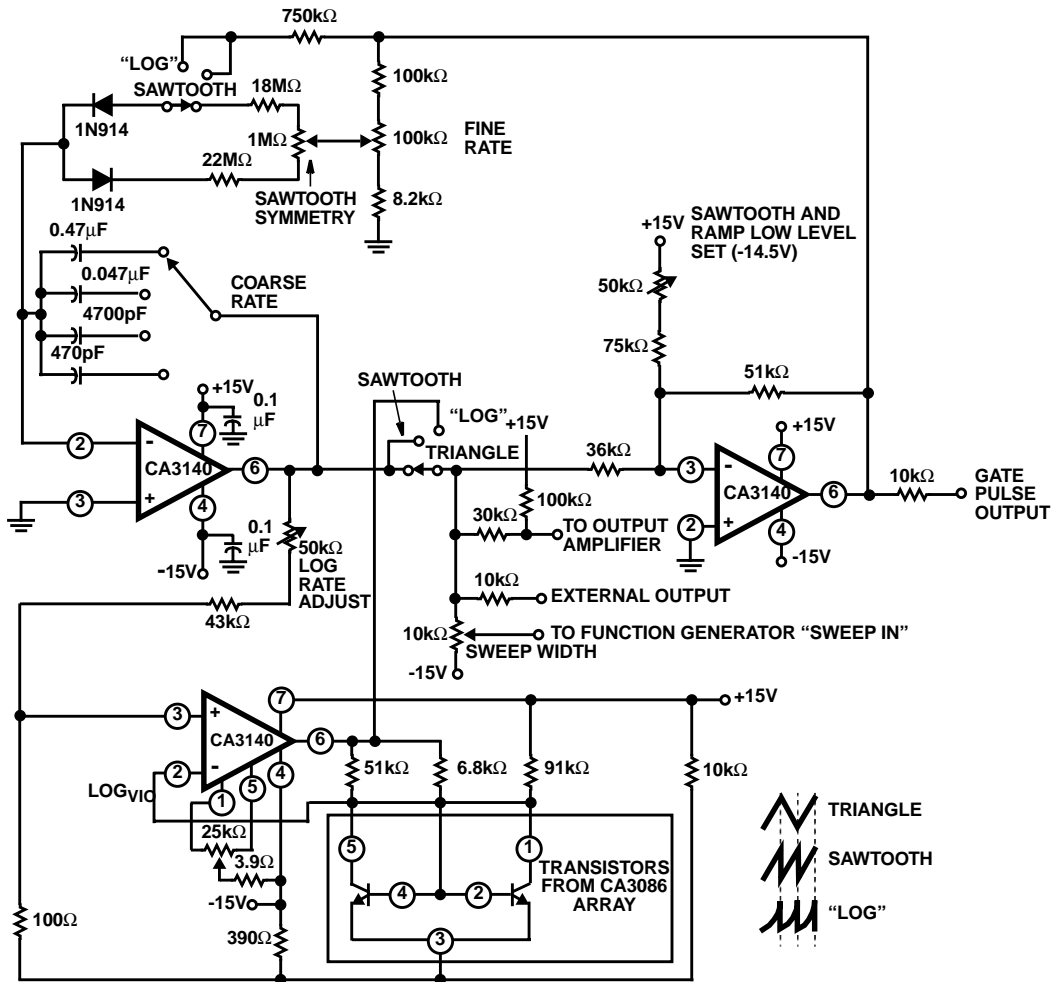 750kΩ
“LOG”
SAWTOOTH
18MΩ
100kΩ
1N914
1MΩ
100kΩ
FINE
RATE
22MΩ
1N914
SAWTOOTH
SYMMETRY
8.2kΩ
0.47μF
0.047μF
4700pF
470pF
COARSE
RATE
+15V
SAWTOOTH AND
RAMP LOW LEVEL
SET (-14.5V)
50kΩ
75kΩ
51kΩ
+15V
0.1
μF
7
2
-
CA3140
6
3
+
4
0.1
μF
-15V
SAWTOOTH
“LOG”
+15V
TRIANGLE
36kΩ
100kΩ
30kΩ
TO OUTPUT
AMPLIFIER
3
-
+15V
7
CA3140
6
2
+
4
-15V
10kΩ
GATE
PULSE
OUTPUT
50kΩ
LOG
RATE
ADJUST
43kΩ
10kΩ
EXTERNAL OUTPUT
10kΩ
TO FUNCTION GENERATOR “SWEEP IN”
SWEEP WIDTH
-15V
7
+15V
3
+
CA3140
6
2
-
4
5
1
LOGVIO
51kΩ
6.8kΩ
91kΩ
10kΩ
25kΩ
3.9Ω
-15V
100Ω
390Ω
5
1
TRANSISTORS
FROM CA3086
ARRAY
4
2
3
TRIANGLE
SAWTOOTH
“LOG”